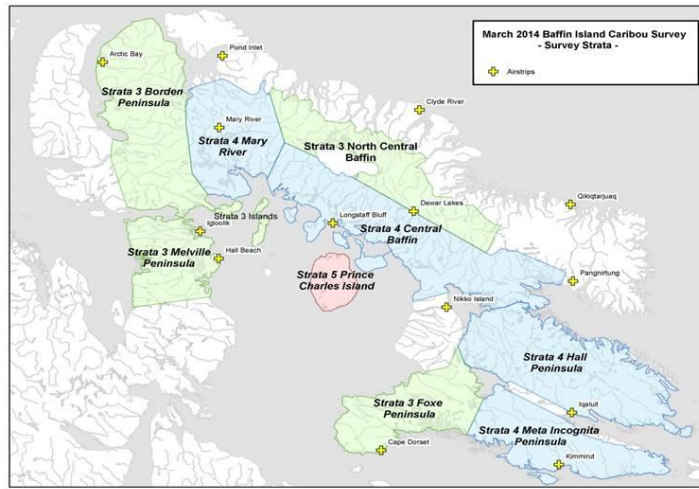 March 2014 Baffin Island Caribou Survey
- Survey Strata -
Airstrips
Arctic Bay
Pond Inlet
Strata 3 Borden
Peninsula
Mary River
Strata 4 Mary
River
Clyde River
Strata 3 North Central
Baffin
Qikiqtarjuaq
Strata 3 Islands
Dewar Lakes
Longstaff Bluff
Strata 4 Central
Baffin
Igloolik
Strata 3 Melville
Peninsula
Hall Beach
Strata 5 Prince
Charles Island
Pangnirtung
Nikko Island
Strata 4 Hall
Peninsula
Strata 3 Foxe
Peninsula
Iqaluit
Strata 4 Meta Incognita
Peninsula
Cape Dorset
Kimmirut